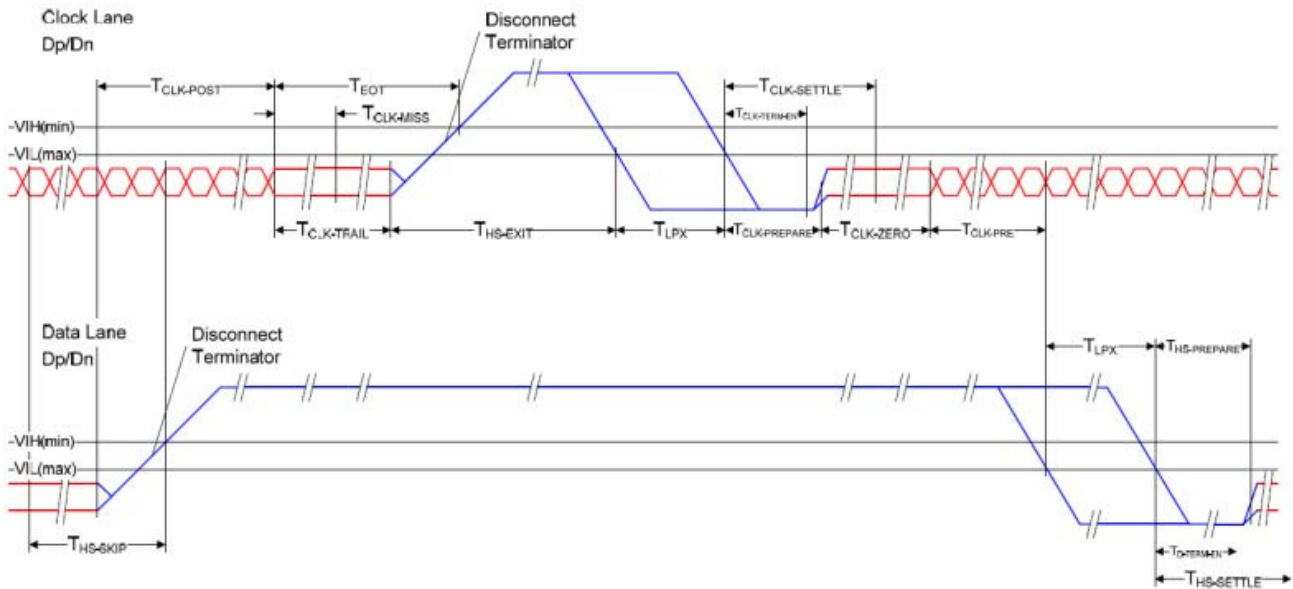 Clock Lane
Dp/Dn
Disconnect
Terminator
TCLK-POST
TEOT
TCLK-SETTLE
TCLK-MISS
TCLK-TERM-EN
VIH(min)
VIL(max)
TCLK-TRAIL
THS-EXIT
TLPX
TCLK-PREPARE
TCLK-ZERO
TCLK-PRE
Data Lane
Dp/Dn
Disconnect
Terminator
TLPX
THS-PREPARE
VIH(min)
VIL(max)
THS-SKIP
TD-TERM-EN
THS-SETTLE